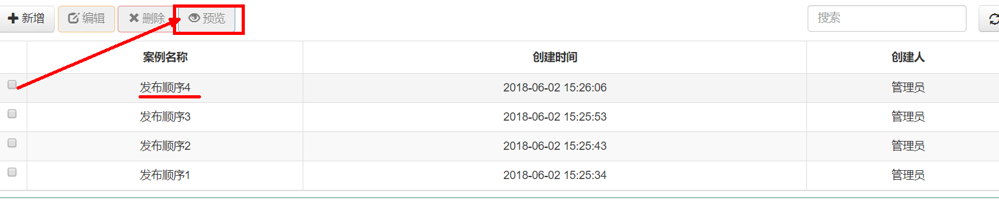 新增 编辑 删除 预览 搜索
案例名称 创建时间 创建人
发布顺序4 2018-06-02 15:26:06 管理员
发布顺序3 2018-06-02 15:25:53 管理员
发布顺序2 2018-06-02 15:25:43 管理员
发布顺序1 2018-06-02 15:25:34 管理员